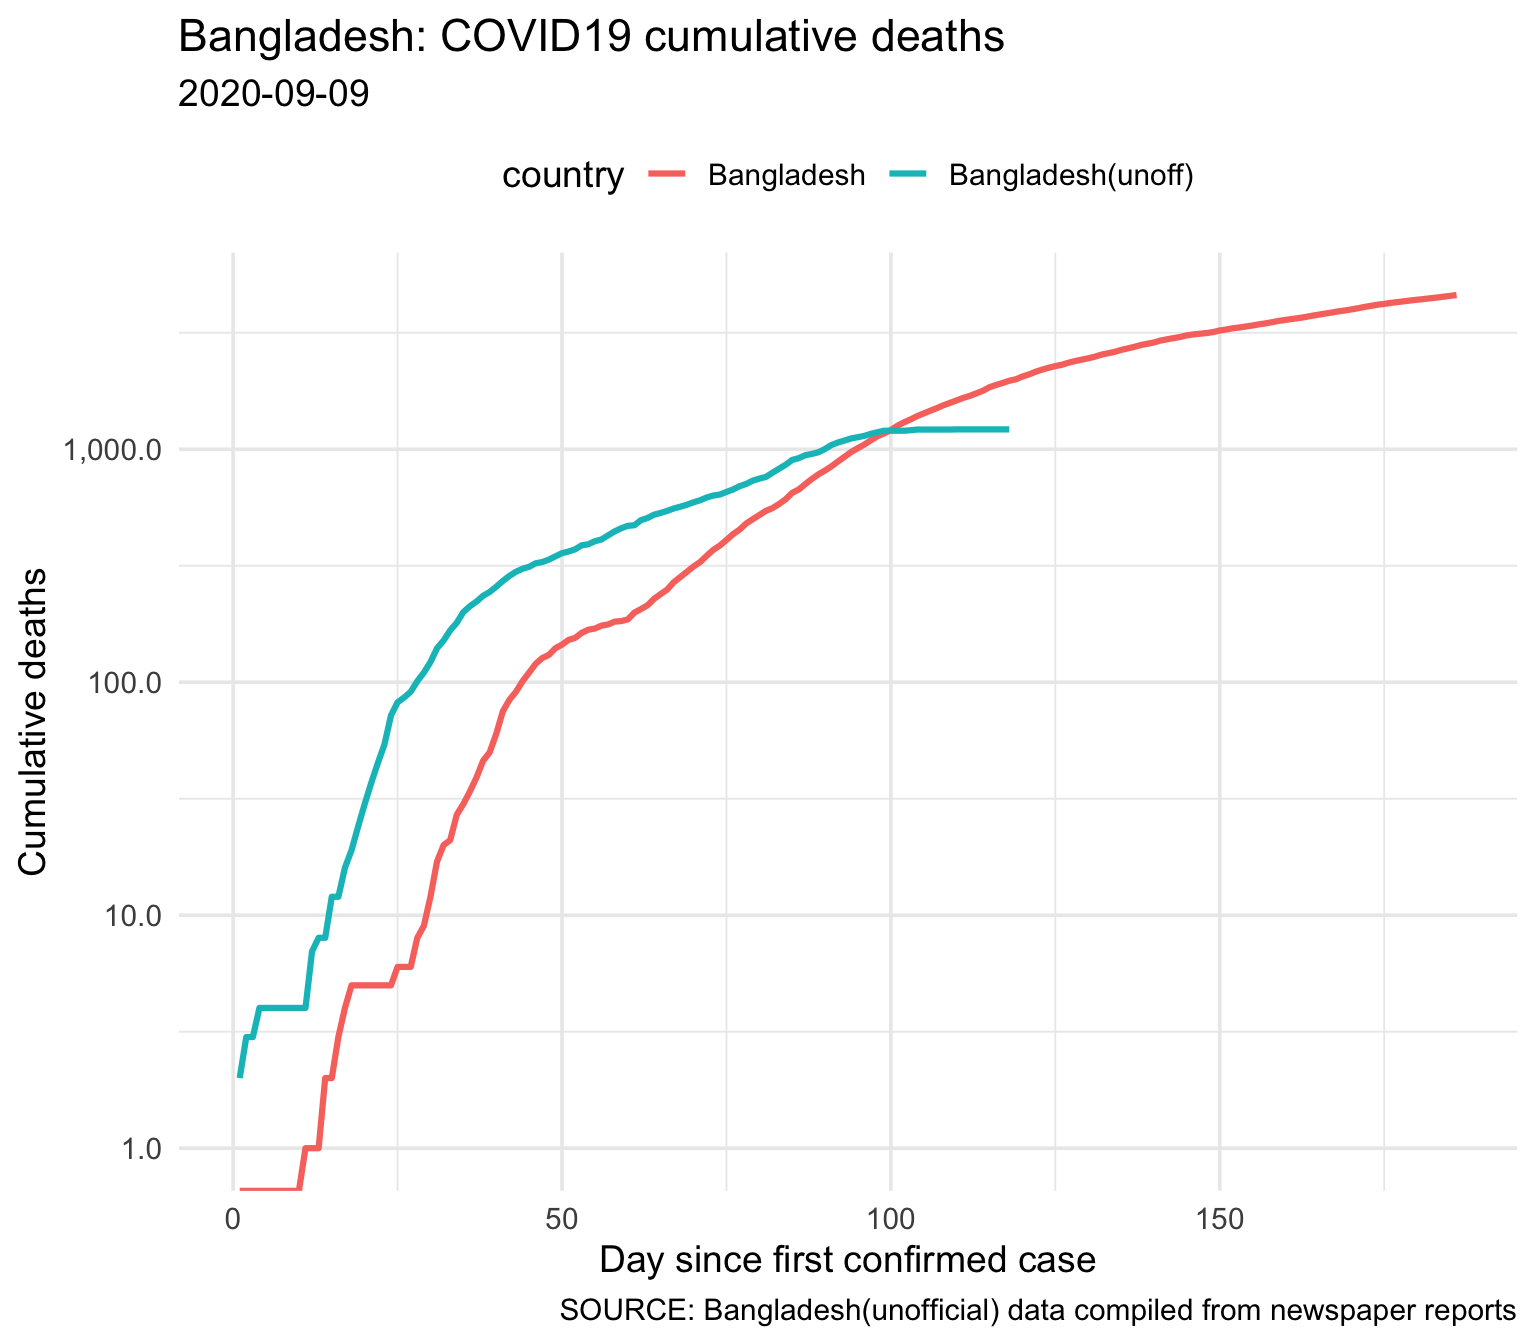 Bangladesh: COVID19 cumulative deaths
2020-09-09
country Bangladesh Bangladesh(unoff)
Cumulative deaths
1,000.0
100.0
10.0
1.0
0 50 100 150
Day since first confirmed case
SOURCE: Bangladesh(unofficial) data compiled from newspaper reports